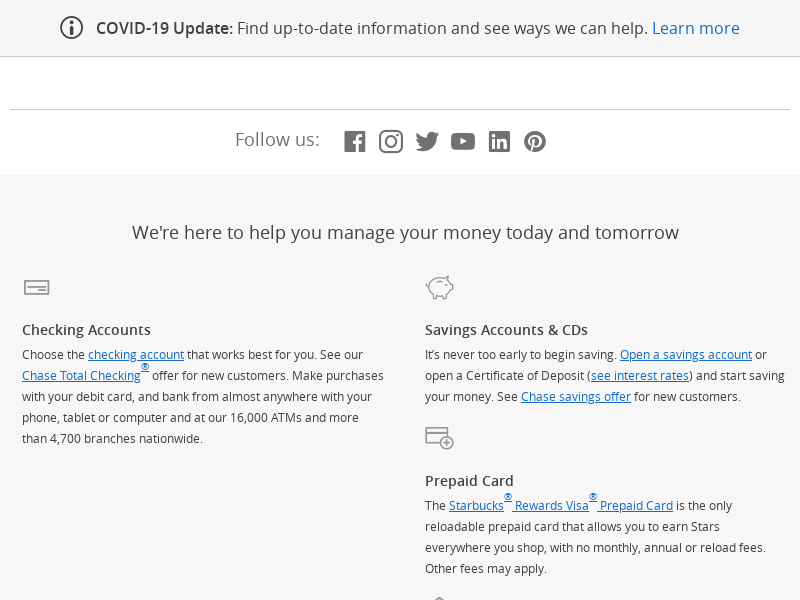 COVID-19 Update: Find up-to-date information and see ways we can help. Learn more
Follow us:
We're here to help you manage your money today and tomorrow
Checking Accounts
Choose the checking account that works best for you. See our
Chase Total Checking® offer for new customers. Make purchases
with your debit card, and bank from almost anywhere with your
phone, tablet or computer and at our 16,000 ATMs and more
than 4,700 branches nationwide.
Savings Accounts & CDs
It’s never too early to begin saving. Open a savings account or
open a Certificate of Deposit (see interest rates) and start saving
your money. See Chase savings offer for new customers.
Prepaid Card
The Starbucks® Rewards Visa® Prepaid Card is the only
reloadable prepaid card that allows you to earn Stars
everywhere you shop, with no monthly, annual or reload fees.
Other fees may apply.